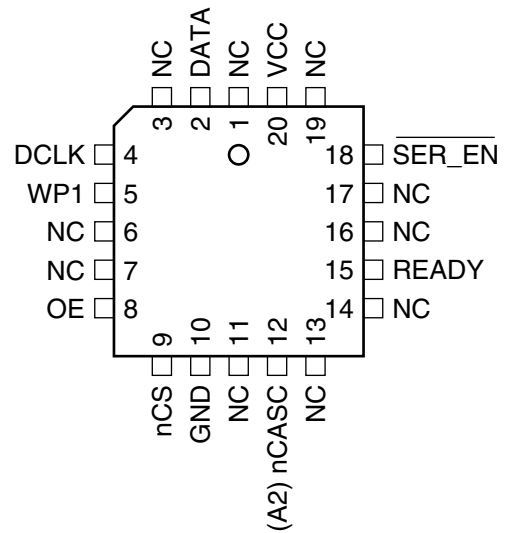 NC
DATA
NC
VCC
NC
3
2
1
20
19
DCLK 4
WP1 5
NC 6
NC 7
OE 8
18 SER_EN
17 NC
16 NC
15 READY
14 NC
9
10
11
12
13
nCS
GND
NC
(A2) nCASC
NC